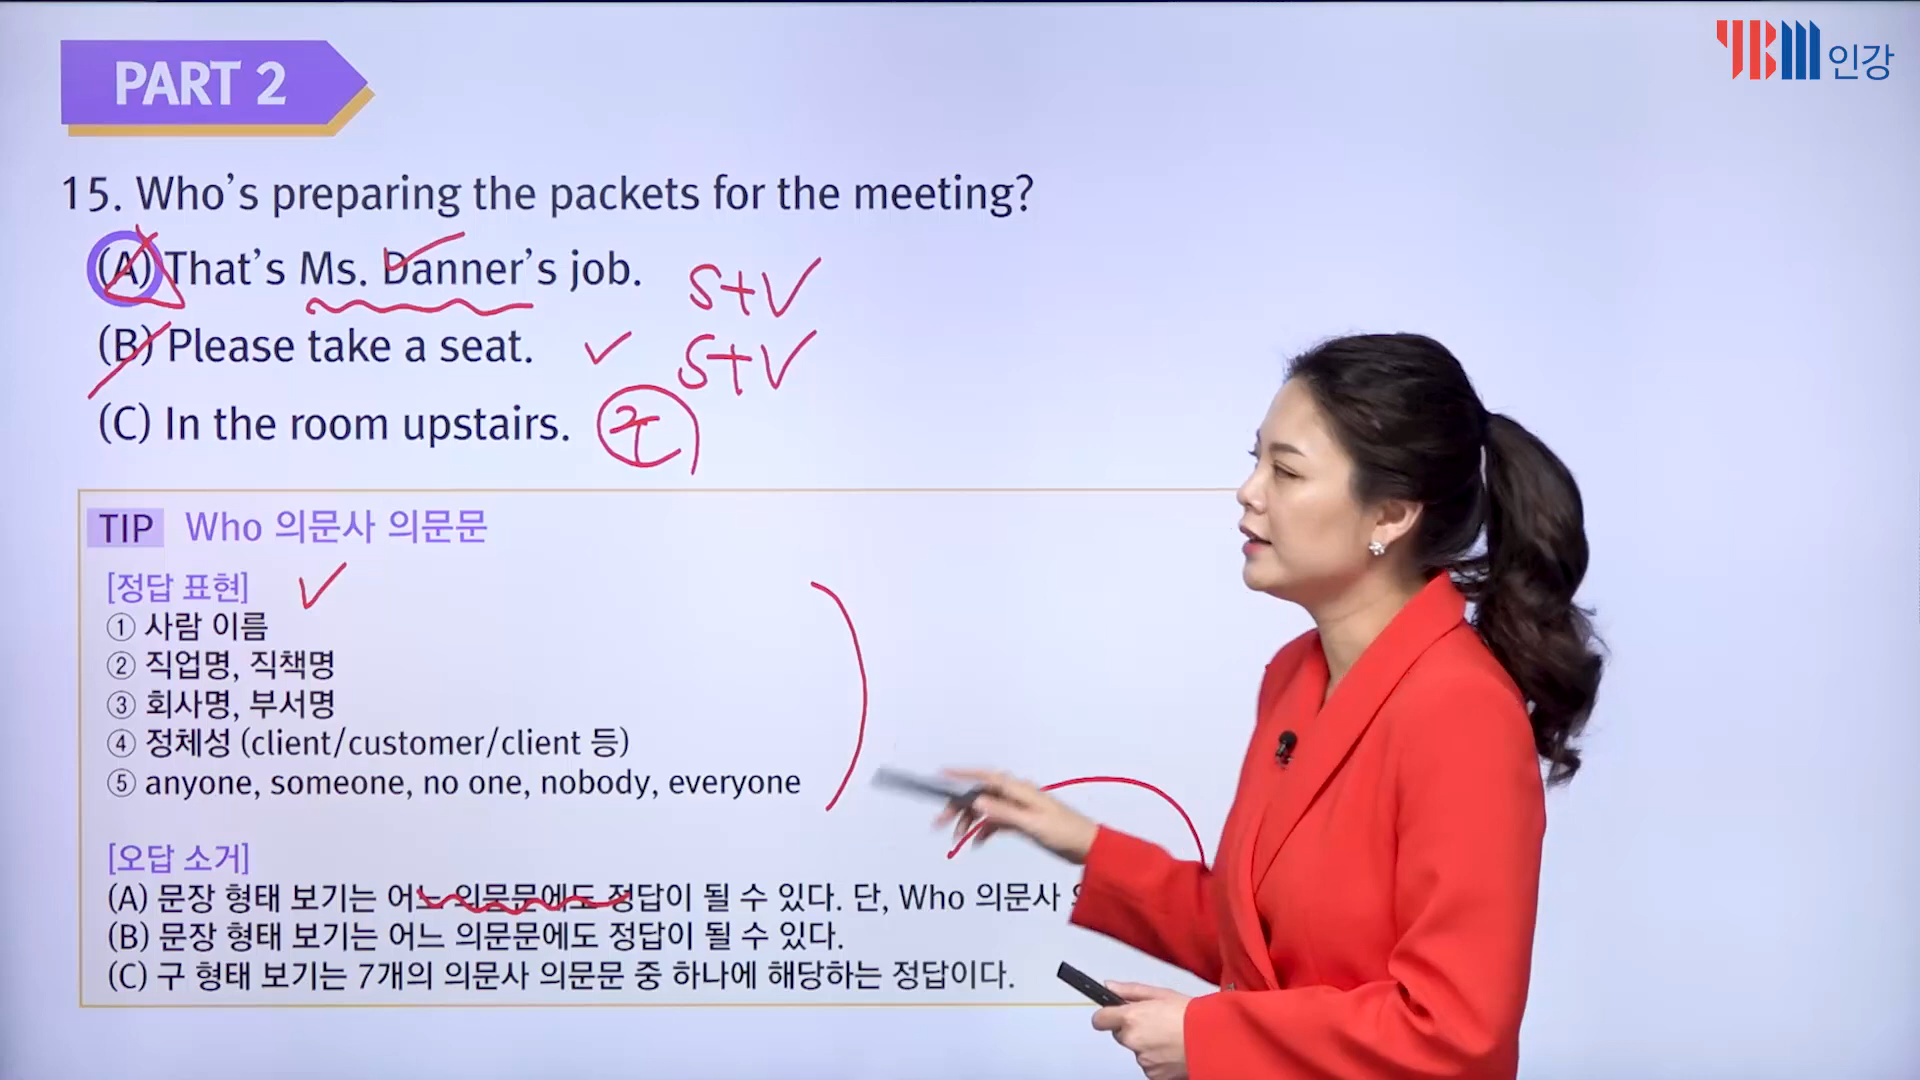 YBM 인강
PART 2
15. Who's preparing the packets for the meeting?
(A) That's Ms. Danner's job.
S+V
(B) Please take a seat.
S+V
(C) In the room upstairs.
구
TIP Who 의문사 의문문
[정답 표현]
① 사람 이름
② 직업명, 직책명
③ 회사명, 부서명
④ 정체성 (client/customer/client 등)
⑤ anyone, someone, no one, nobody, everyone
[오답 소거]
(A) 문장 형태 보기는 어느 의문문에도 정답이 될 수 있다. 단, Who 의문사
(B) 문장 형태 보기는 어느 의문문에도 정답이 될 수 있다.
(C) 구 형태 보기는 7개의 의문사 의문문 중 하나에 해당하는 정답이다.